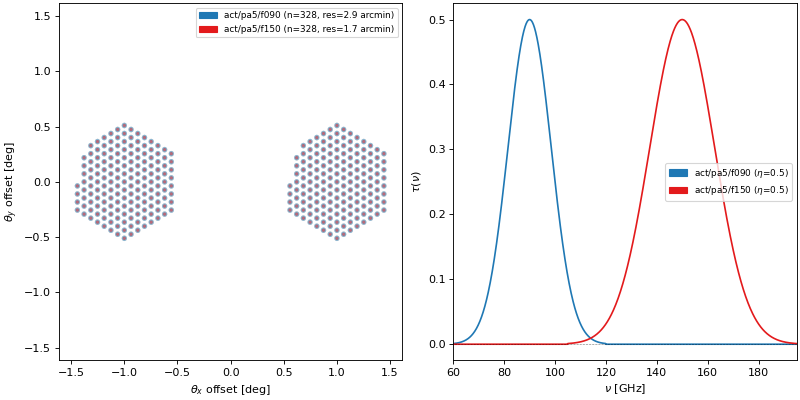 act/pa5/f090 (n=328, res=2.9 arcmin)
act/pa5/f150 (n=328, res=1.7 arcmin)
1.5
1.0
0.5
0.0
−0.5
−1.0
−1.5
θy offset [deg]
−1.5 −1.0 −0.5 0.0 0.5 1.0 1.5
θx offset [deg]
0.5
0.4
0.3
0.2
0.1
0.0
τ(ν)
act/pa5/f090 (η=0.5)
act/pa5/f150 (η=0.5)
60 80 100 120 140 160 180
ν [GHz]